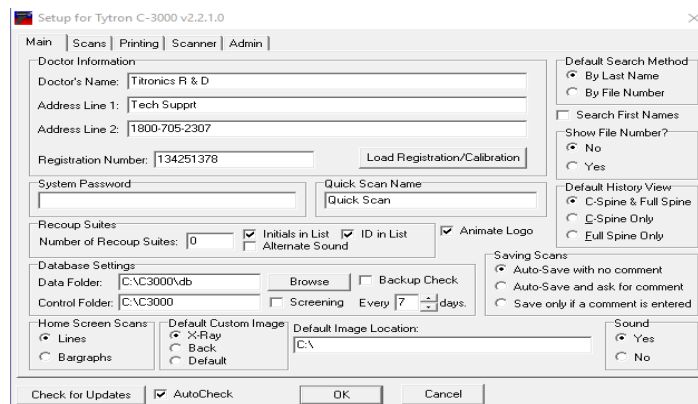 Setup for Tytron C-3000 v2.2.1.0
Main Scans Printing Scanner Admin
Doctor Information
Doctor's Name: Titronics R & D
Address Line 1: Tech Supprt
Address Line 2: 1800-705-2307
Registration Number: 134251378 Load Registration/Calibration
Default Search Method
By Last Name
By File Number
Search First Names
Show File Number?
No
Yes
System Password
Quick Scan Name
Quick Scan
Default History View
C-Spine & Full Spine
C-Spine Only
Full Spine Only
Recoup Suites
Number of Recoup Suites: 0 Initials in List ID in List
Alternate Sound
Animate Logo
Database Settings
Data Folder: C:\C3000\db Browse Backup Check
Control Folder: C:\C3000 Screening Every 7 days.
Saving Scans
Auto-Save with no comment
Auto-Save and ask for comment
Save only if a comment is entered
Home Screen Scans
Lines
Bargraphs
Default Custom Image
X-Ray
Back
Default
Default Image Location:
C:\
Sound
Yes
No
Check for Updates AutoCheck OK Cancel